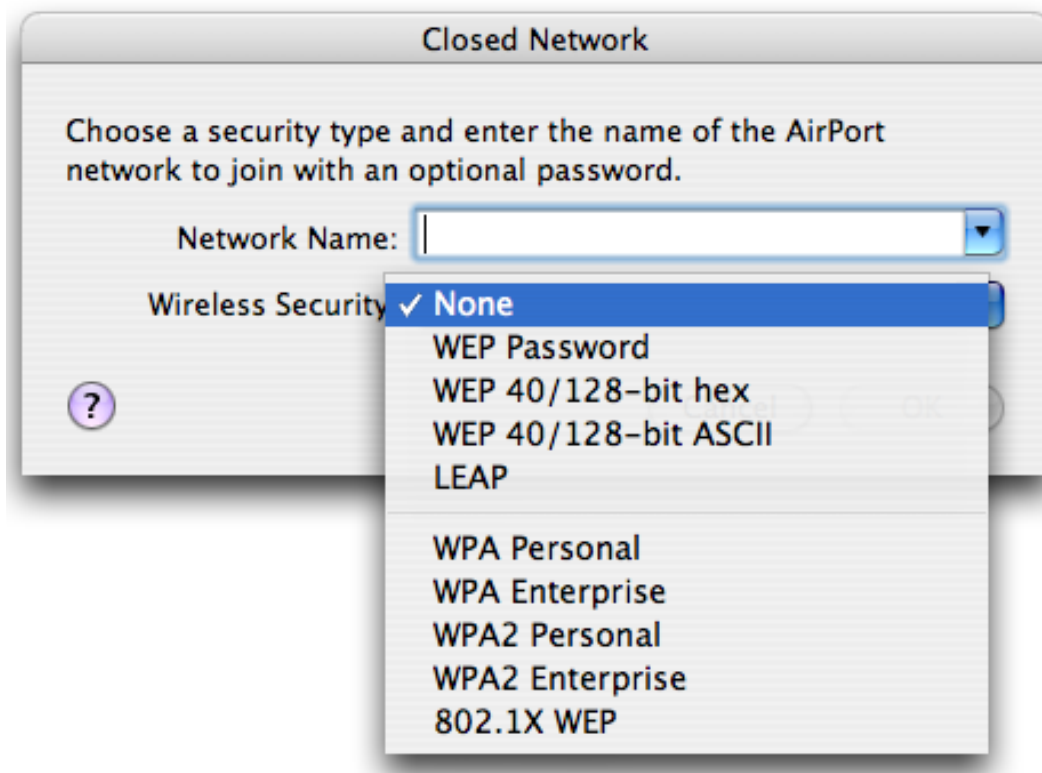 Closed Network
Choose a security type and enter the name of the AirPort
network to join with an optional password.
Network Name:
Wireless Security
✓ None
WEP Password
WEP 40/128-bit hex
WEP 40/128-bit ASCII
LEAP
WPA Personal
WPA Enterprise
WPA2 Personal
WPA2 Enterprise
802.1X WEP
?
Cancel
OK